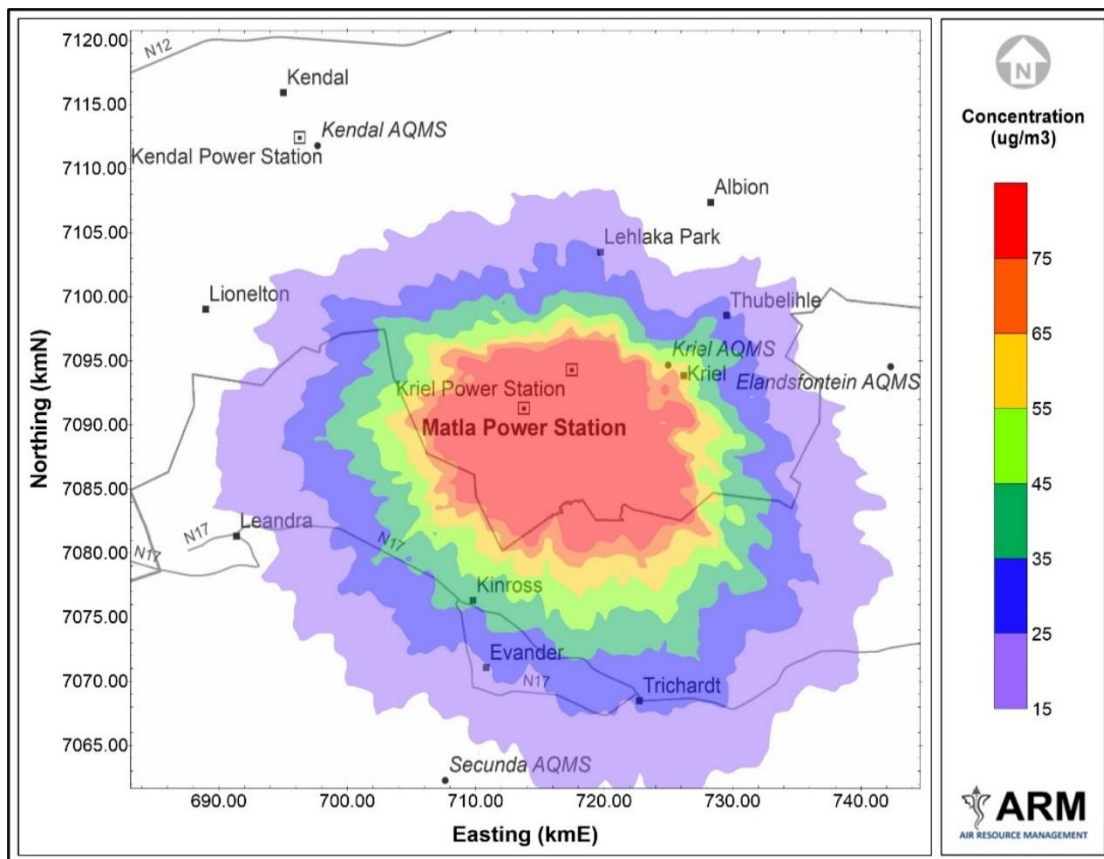 7120.00
7115.00
7110.00
7105.00
7100.00
7095.00
7090.00
7085.00
7080.00
7075.00
7070.00
7065.00
Northing (kmN)
N12
Kendal
Kendal AQMS
Kendal Power Station
Albion
Lehlaka Park
Lionelton
Thubelihle
Kriel AQMS
Kriel
Elandsfontein AQMS
Kriel Power Station
Matla Power Station
Leandra
N17
N17
N17
Kinross
Evander
N17
Trichardt
Secunda AQMS
690.00 700.00 710.00 720.00 730.00 740.00
Easting (kmE)
N
Concentration
(ug/m3)
75
65
55
45
35
25
15
ARM
AIR RESOURCE MANAGEMENT